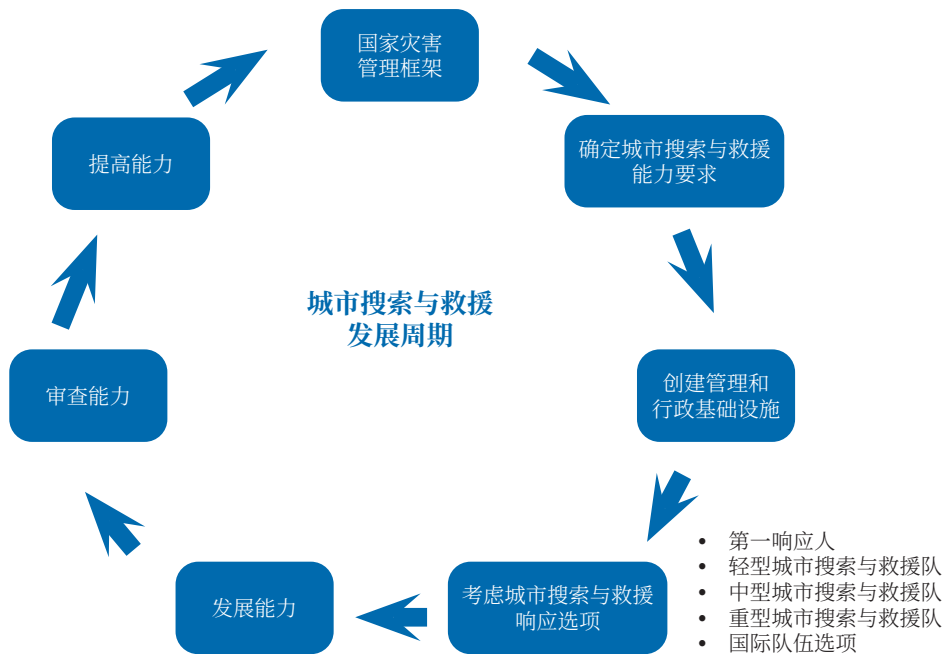 国家灾害
管理框架
确定城市搜索与救援
能力要求
创建管理和
行政基础设施
考虑城市搜索与救援
响应选项
• 第一响应人
• 轻型城市搜索与救援队
• 中型城市搜索与救援队
• 重型城市搜索与救援队
• 国际队伍选项
发展能力
审查能力
提高能力
城市搜索与救援
发展周期